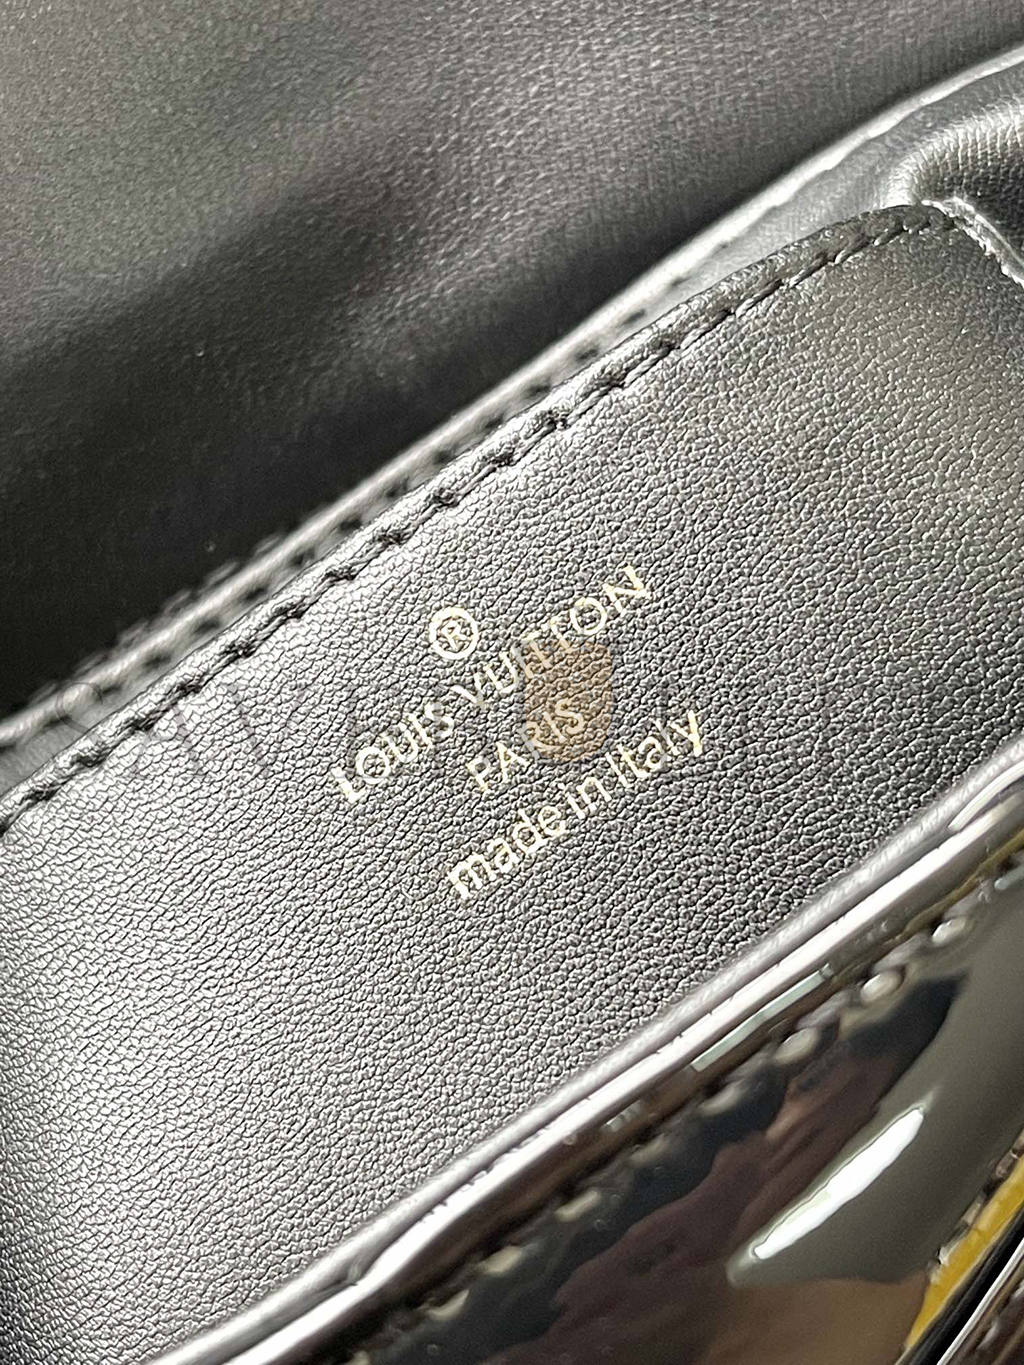 ®
LOUIS VUITTON
PARIS
made in Italy